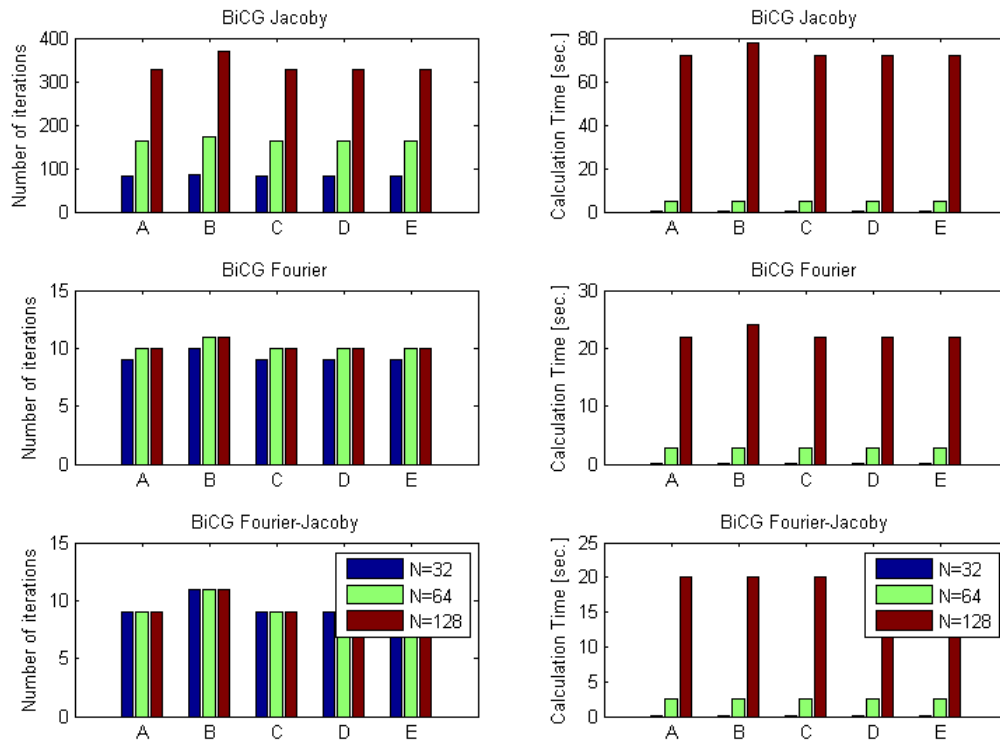 BiCG Jacoby
Number of iterations
400
300
200
100
0
A B C D E
BiCG Jacoby
Calculation Time [sec.]
80
60
40
20
0
A B C D E
BiCG Fourier
Number of iterations
15
10
5
0
A B C D E
BiCG Fourier
Calculation Time [sec.]
30
20
10
0
A B C D E
BiCG Fourier-Jacoby
Number of iterations
15
10
5
0
A B C D E
N=32
N=64
N=128
BiCG Fourier-Jacoby
Calculation Time [sec.]
25
20
15
10
5
0
A B C D E
N=32
N=64
N=128